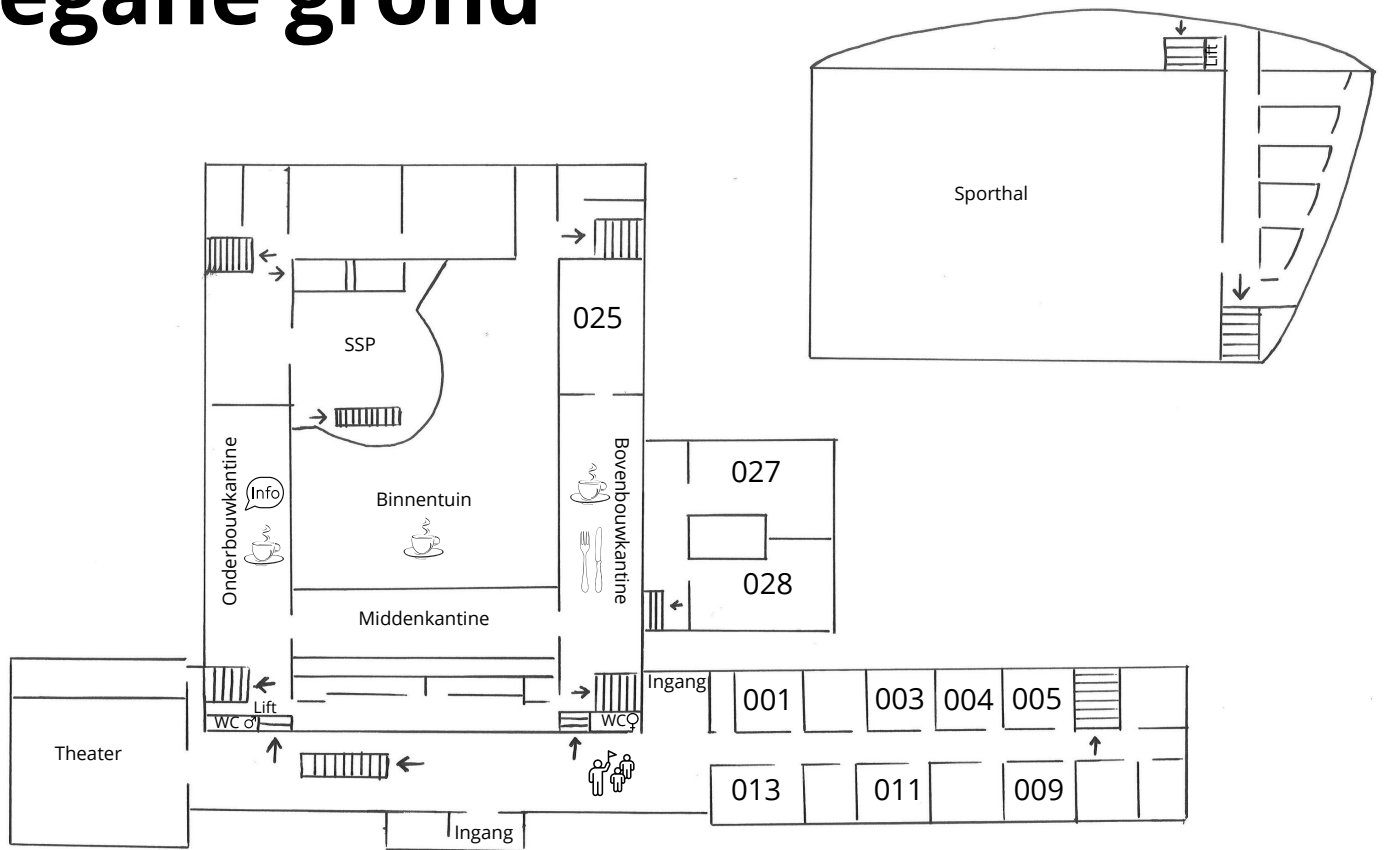 egane grond
Lift
Sporthal
025
SSP
Onderbouwkantine
Info
Binnentuin
Bovenbouwkantine
027
028
Middenkantine
Ingang
001
003
004
005
Lift
WC
WC
Theater
013
011
009
Ingang